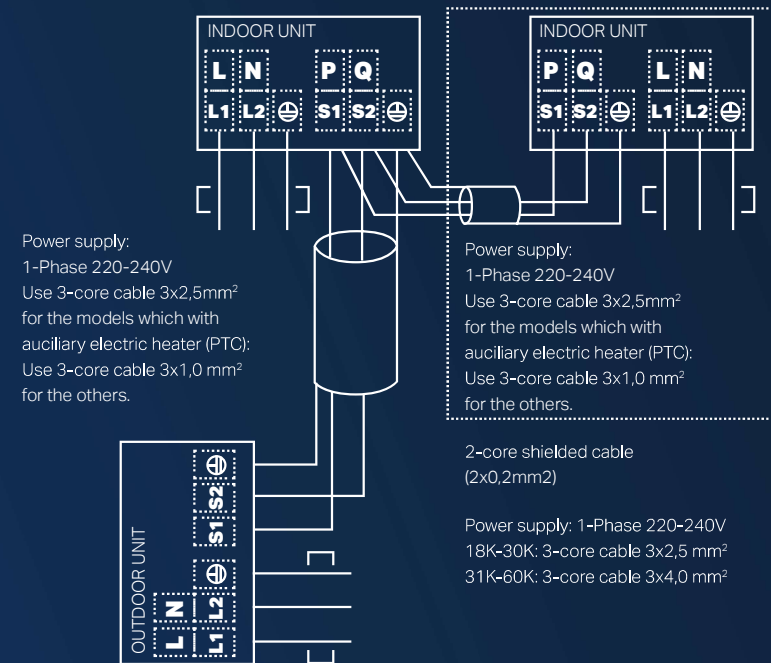 INDOOR UNIT
L N P Q
L1 L2 S1 S2
INDOOR UNIT
P Q L N
S1 S2 L1 L2
Power supply:
1-Phase 220-240V
Use 3-core cable 3x2,5mm²
for the models which with
auciliary electric heater (PTC):
Use 3-core cable 3x1,0 mm²
for the others.
Power supply:
1-Phase 220-240V
Use 3-core cable 3x2,5mm²
for the models which with
auciliary electric heater (PTC):
Use 3-core cable 3x1,0 mm²
for the others.
2-core shielded cable
(2x0,2mm2)
Power supply: 1-Phase 220-240V
18K-30K: 3-core cable 3x2,5 mm²
31K-60K: 3-core cable 3x4,0 mm²
OUTDOOR UNIT
L N
L1 L2 S1 S2